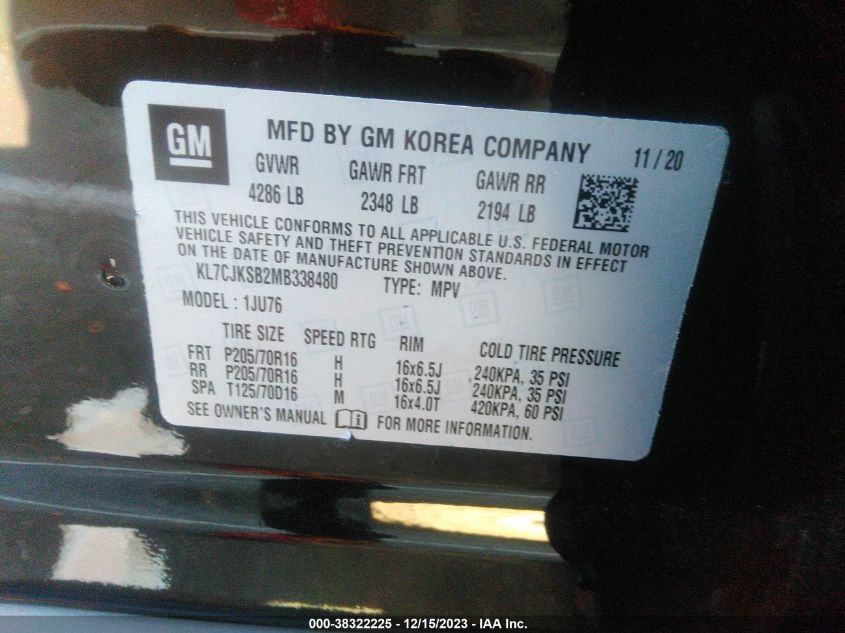 GM MFD BY GM KOREA COMPANY 11 / 20
GVWR GAWR FRT GAWR RR
4286 LB 2348 LB 2194 LB
THIS VEHICLE CONFORMS TO ALL APPLICABLE U.S. FEDERAL MOTOR
VEHICLE SAFETY AND THEFT PREVENTION STANDARDS IN EFFECT
ON THE DATE OF MANUFACTURE SHOWN ABOVE.
KL7CJKSB2MB338480 TYPE: MPV
MODEL : 1JU76
TIRE SIZE SPEED RTG RIM COLD TIRE PRESSURE
FRT P205/70R16 H 16x6.5J 240KPA, 35 PSI
RR P205/70R16 H 16x6.5J 240KPA, 35 PSI
SPA T125/70D16 M 16x4.0T 420KPA, 60 PSI
SEE OWNER'S MANUAL FOR MORE INFORMATION.
000-38322225 - 12/15/2023 - IAA Inc.